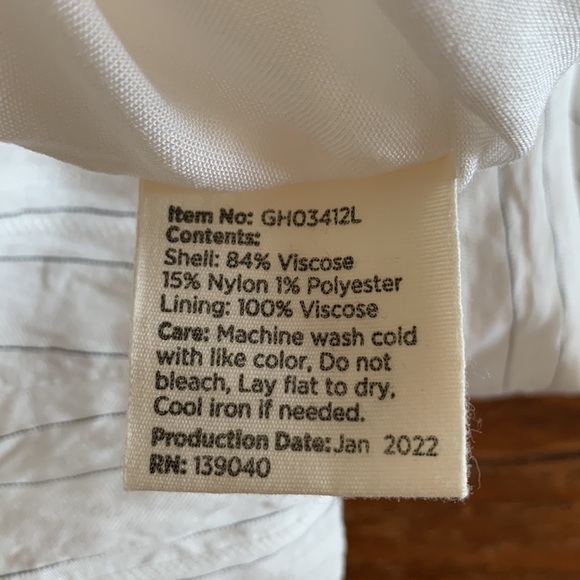 Item No: GH03412L
Contents:
Shell: 84% Viscose
15% Nylon 1% Polyester
Lining: 100% Viscose
Care: Machine wash cold
with like color, Do not
bleach, Lay flat to dry,
Cool iron if needed.
Production Date: Jan 2022
RN: 139040